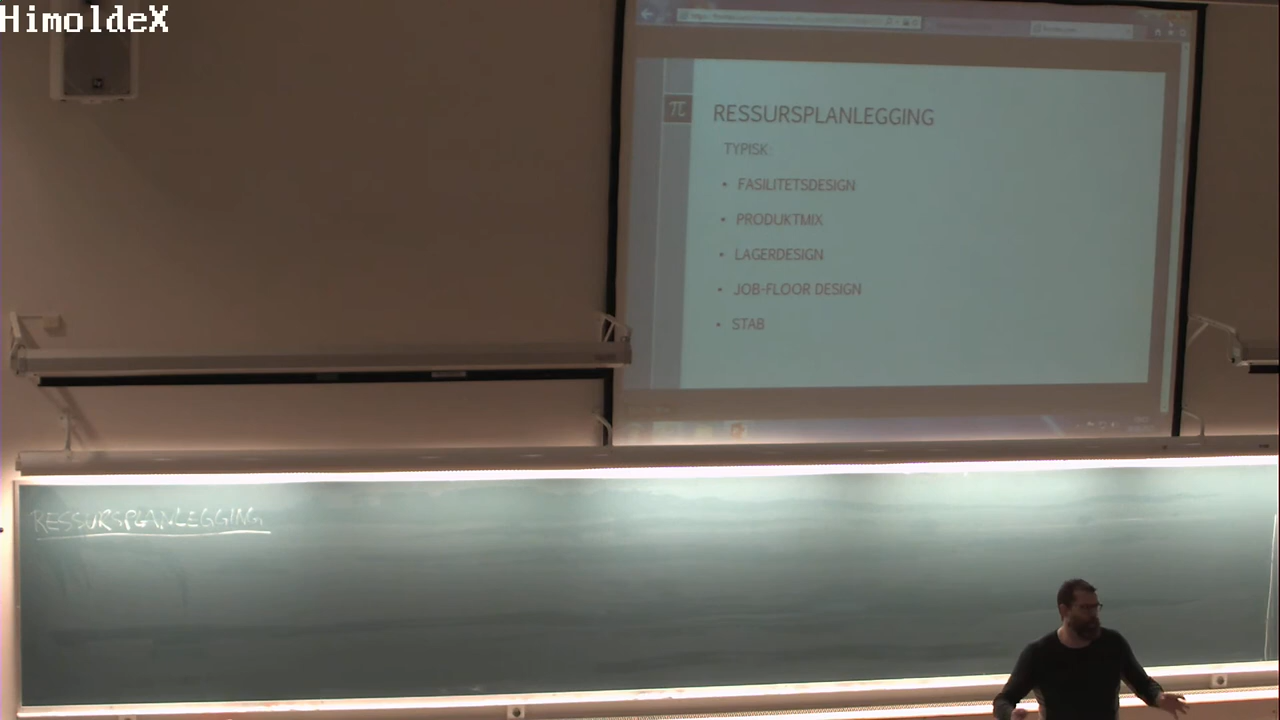 HimoldeX
π
RESSURSPLANLEGGING
TYPISK:
• FASILITETSDESIGN
• PRODUKTMIX
• LAGERDESIGN
• JOB-FLOOR DESIGN
• STAB
RESSURSPLANLEGGING